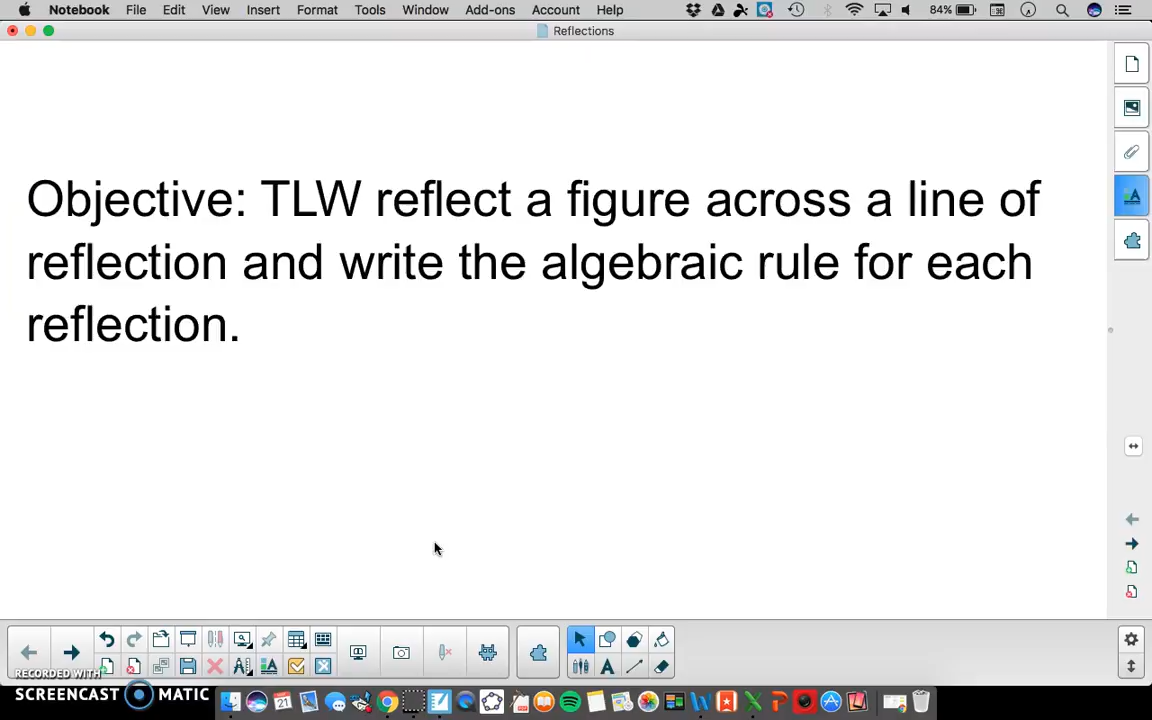 Notebook File Edit View Insert Format Tools Window Add-ons Account Help 84%
Reflections
Objective: TLW reflect a figure across a line of
reflection and write the algebraic rule for each
reflection.
RECORDED WITH
SCREENCAST MATIC